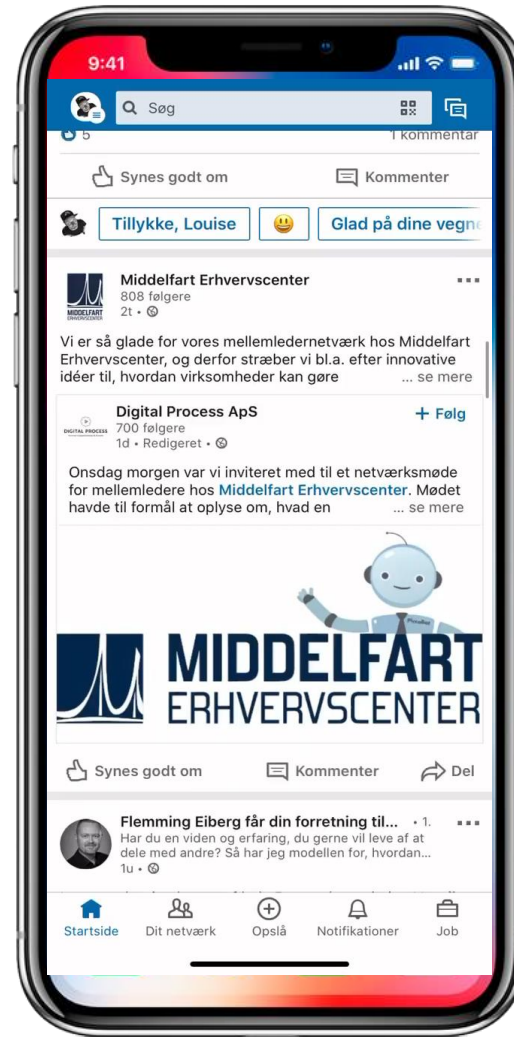 9:41
Søg
5
1 kommentar
Synes godt om
Kommenter
Tillykke, Louise
Glad på dine vegne
Middelfart Erhvervscenter
808 følgere
2t •
MIDDELFART
ERHVERVSCENTER
Vi er så glade for vores mellemledernetværk hos Middelfart
Erhvervscenter, og derfor stræber vi bl.a. efter innovative
idéer til, hvordan virksomheder kan gøre ... se mere
Digital Process ApS
+ Følg
DIGITAL PROCESS
700 følgere
1d • Redigeret •
Onsdag morgen var vi inviteret med til et netværksmøde
for mellemledere hos Middelfart Erhvervscenter. Mødet
havde til formål at oplyse om, hvad en ... se mere
MIDDELFART
ERHVERVSCENTER
Synes godt om
Kommenter
Del
Flemming Eiberg får din forretning til... • 1.
Har du en viden og erfaring, du gerne vil leve af at
dele med andre? Så har jeg modellen for, hvordan...
1u •
Startside
Dit netværk
Opslå
Notifikationer
Job